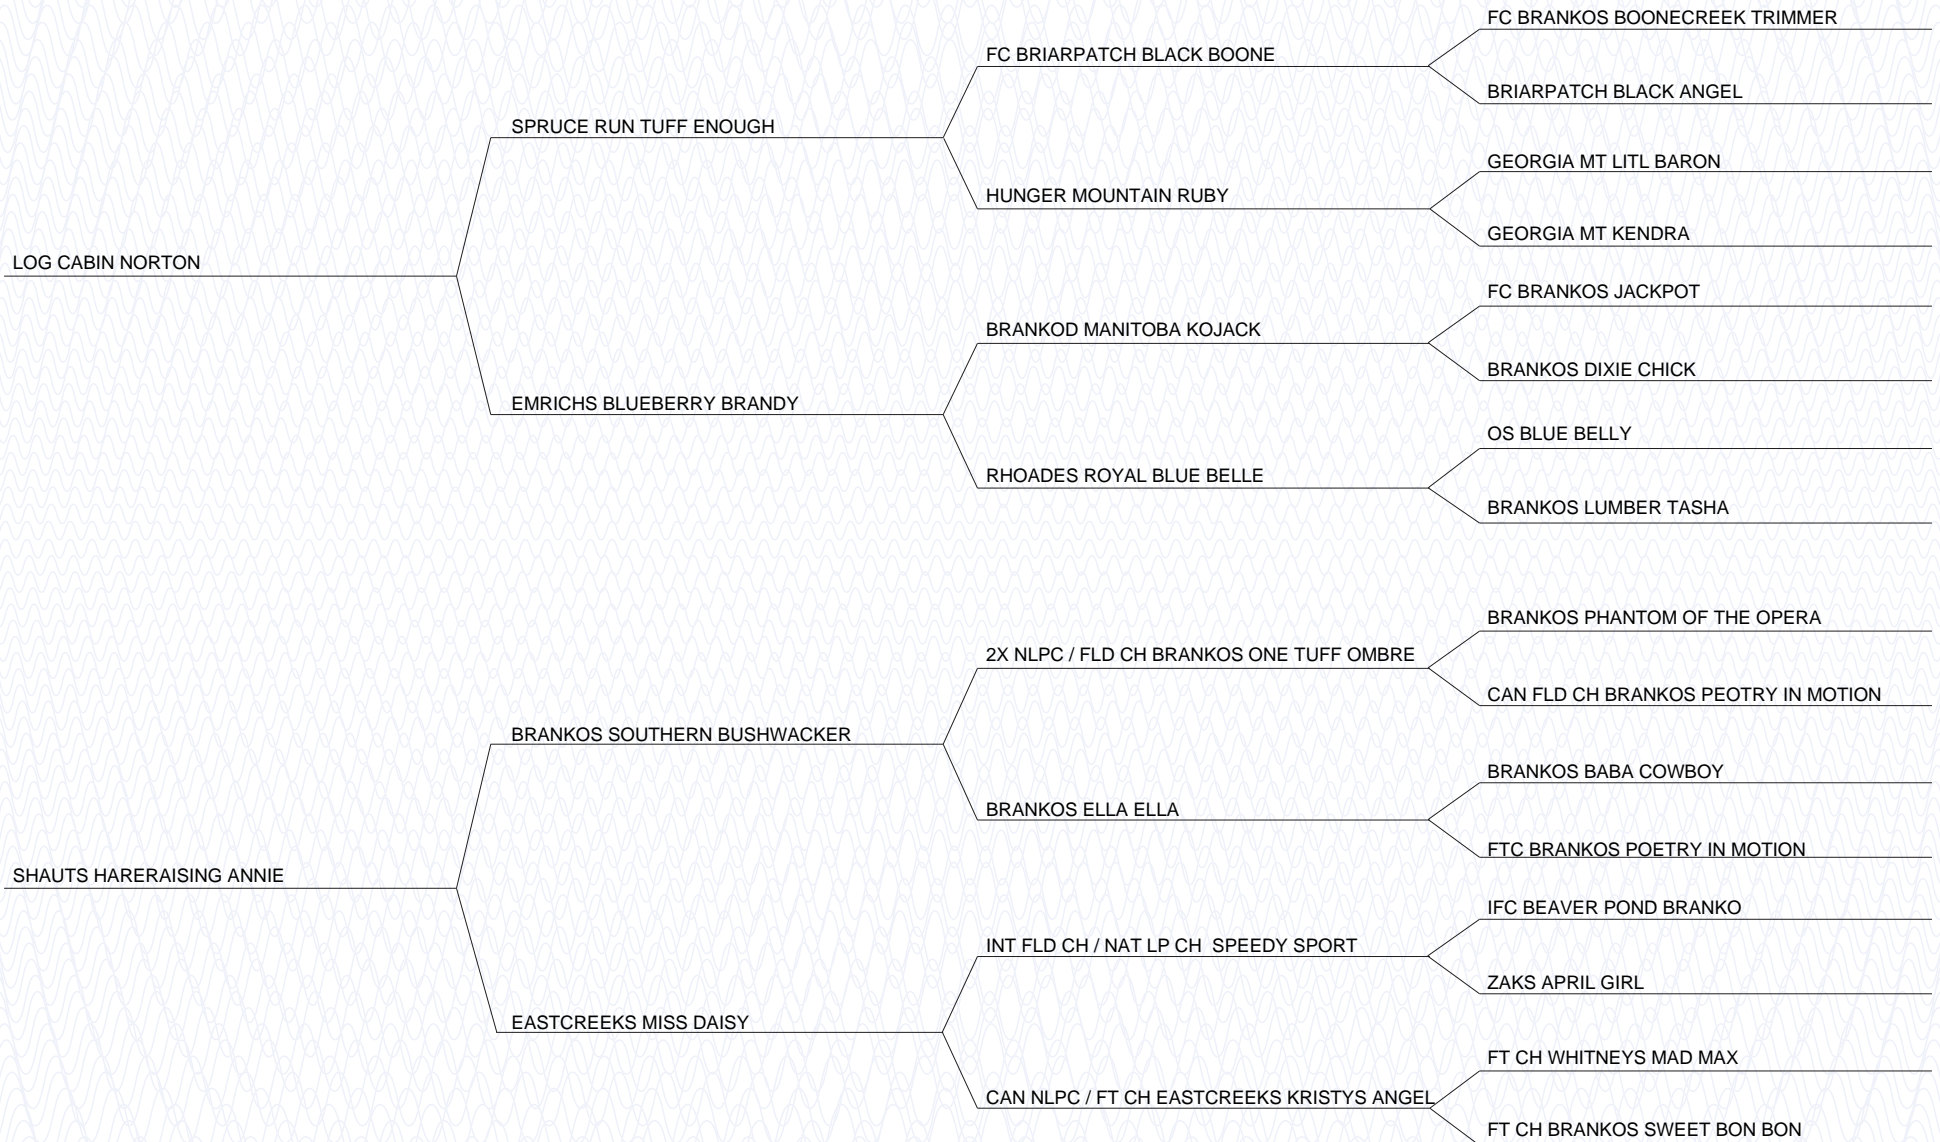 FC BRANKOS BOONECREEK TRIMMER
FC BRIARPATCH BLACK BOONE
BRIARPATCH BLACK ANGEL
SPRUCE RUN TUFF ENOUGH
GEORGIA MT LITL BARON
HUNGER MOUNTAIN RUBY
GEORGIA MT KENDRA
LOG CABIN NORTON
FC BRANKOS JACKPOT
BRANKOD MANITOBA KOJACK
BRANKOS DIXIE CHICK
EMRICHS BLUEBERRY BRANDY
OS BLUE BELLY
RHOADES ROYAL BLUE BELLE
BRANKOS LUMBER TASHA
BRANKOS PHANTOM OF THE OPERA
2X NLPC / FLD CH BRANKOS ONE TUFF OMBRE
CAN FLD CH BRANKOS PEOTRY IN MOTION
BRANKOS SOUTHERN BUSHWACKER
BRANKOS BABA COWBOY
BRANKOS ELLA ELLA
FTC BRANKOS POETRY IN MOTION
SHAUTS HARERAISING ANNIE
IFC BEAVER POND BRANKO
INT FLD CH / NAT LP CH  SPEEDY SPORT
ZAKS APRIL GIRL
EASTCREEKS MISS DAISY
FT CH WHITNEYS MAD MAX
CAN NLPC / FT CH EASTCREEKS KRISTYS ANGEL
FT CH BRANKOS SWEET BON BON